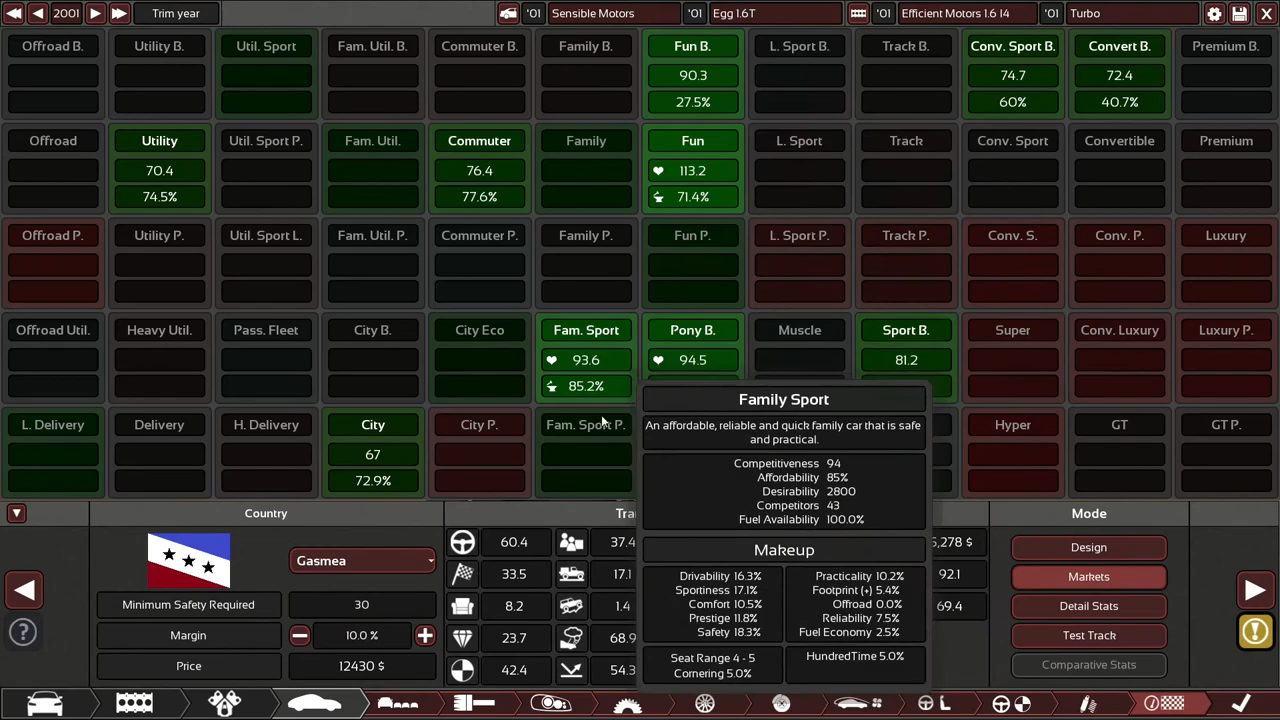 2001
Trim year
'01
Sensible Motors
'01
Egg 1.6T
'01
Efficient Motors 1.6 I4
'01
Turbo
Offroad B.
Utility B.
Util. Sport
Fam. Util. B.
Commuter B.
Family B.
Fun B.
L. Sport B.
Track B.
Conv. Sport B.
Convert B.
Premium B.
90.3
74.7
72.4
27.5%
60%
40.7%
Offroad
Utility
Util. Sport P.
Fam. Util.
Commuter
Family
Fun
L. Sport
Track
Conv. Sport
Convertible
Premium
70.4
76.4
113.2
74.5%
77.6%
71.4%
Offroad P.
Utility P.
Util. Sport L.
Fam. Util. P.
Commuter P.
Family P.
Fun P.
L. Sport P.
Track P.
Conv. S.
Conv. P.
Luxury
Offroad Util.
Heavy Util.
Pass. Fleet
City B.
City Eco
Fam. Sport
Pony B.
Muscle
Sport B.
Super
Conv. Luxury
Luxury P.
93.6
94.5
81.2
85.2%
L. Delivery
Delivery
H. Delivery
City
City P.
Fam. Sport P.
Hyper
GT
GT P.
67
72.9%
Family Sport
An affordable, reliable and quick family car that is safe
and practical.
Competitiveness 94
Affordability 85%
Desirability 2800
Competitors 43
Fuel Availability 100.0%
Makeup
Drivability 16.3%
Sportiness 17.1%
Comfort 10.5%
Prestige 11.8%
Safety 18.3%
Practicality 10.2%
Footprint (+) 5.4%
Offroad 0.0%
Reliability 7.5%
Fuel Economy 2.5%
Seat Range 4 - 5
Cornering 5.0%
HundredTime 5.0%
Country
Gasmea
Minimum Safety Required
30
Margin
10.0 %
Price
12430 $
Tra
60.4
37.4
5,278 $
33.5
17.1
92.1
8.2
1.4
69.4
23.7
68.9
42.4
54.3
Mode
Design
Markets
Detail Stats
Test Track
Comparative Stats